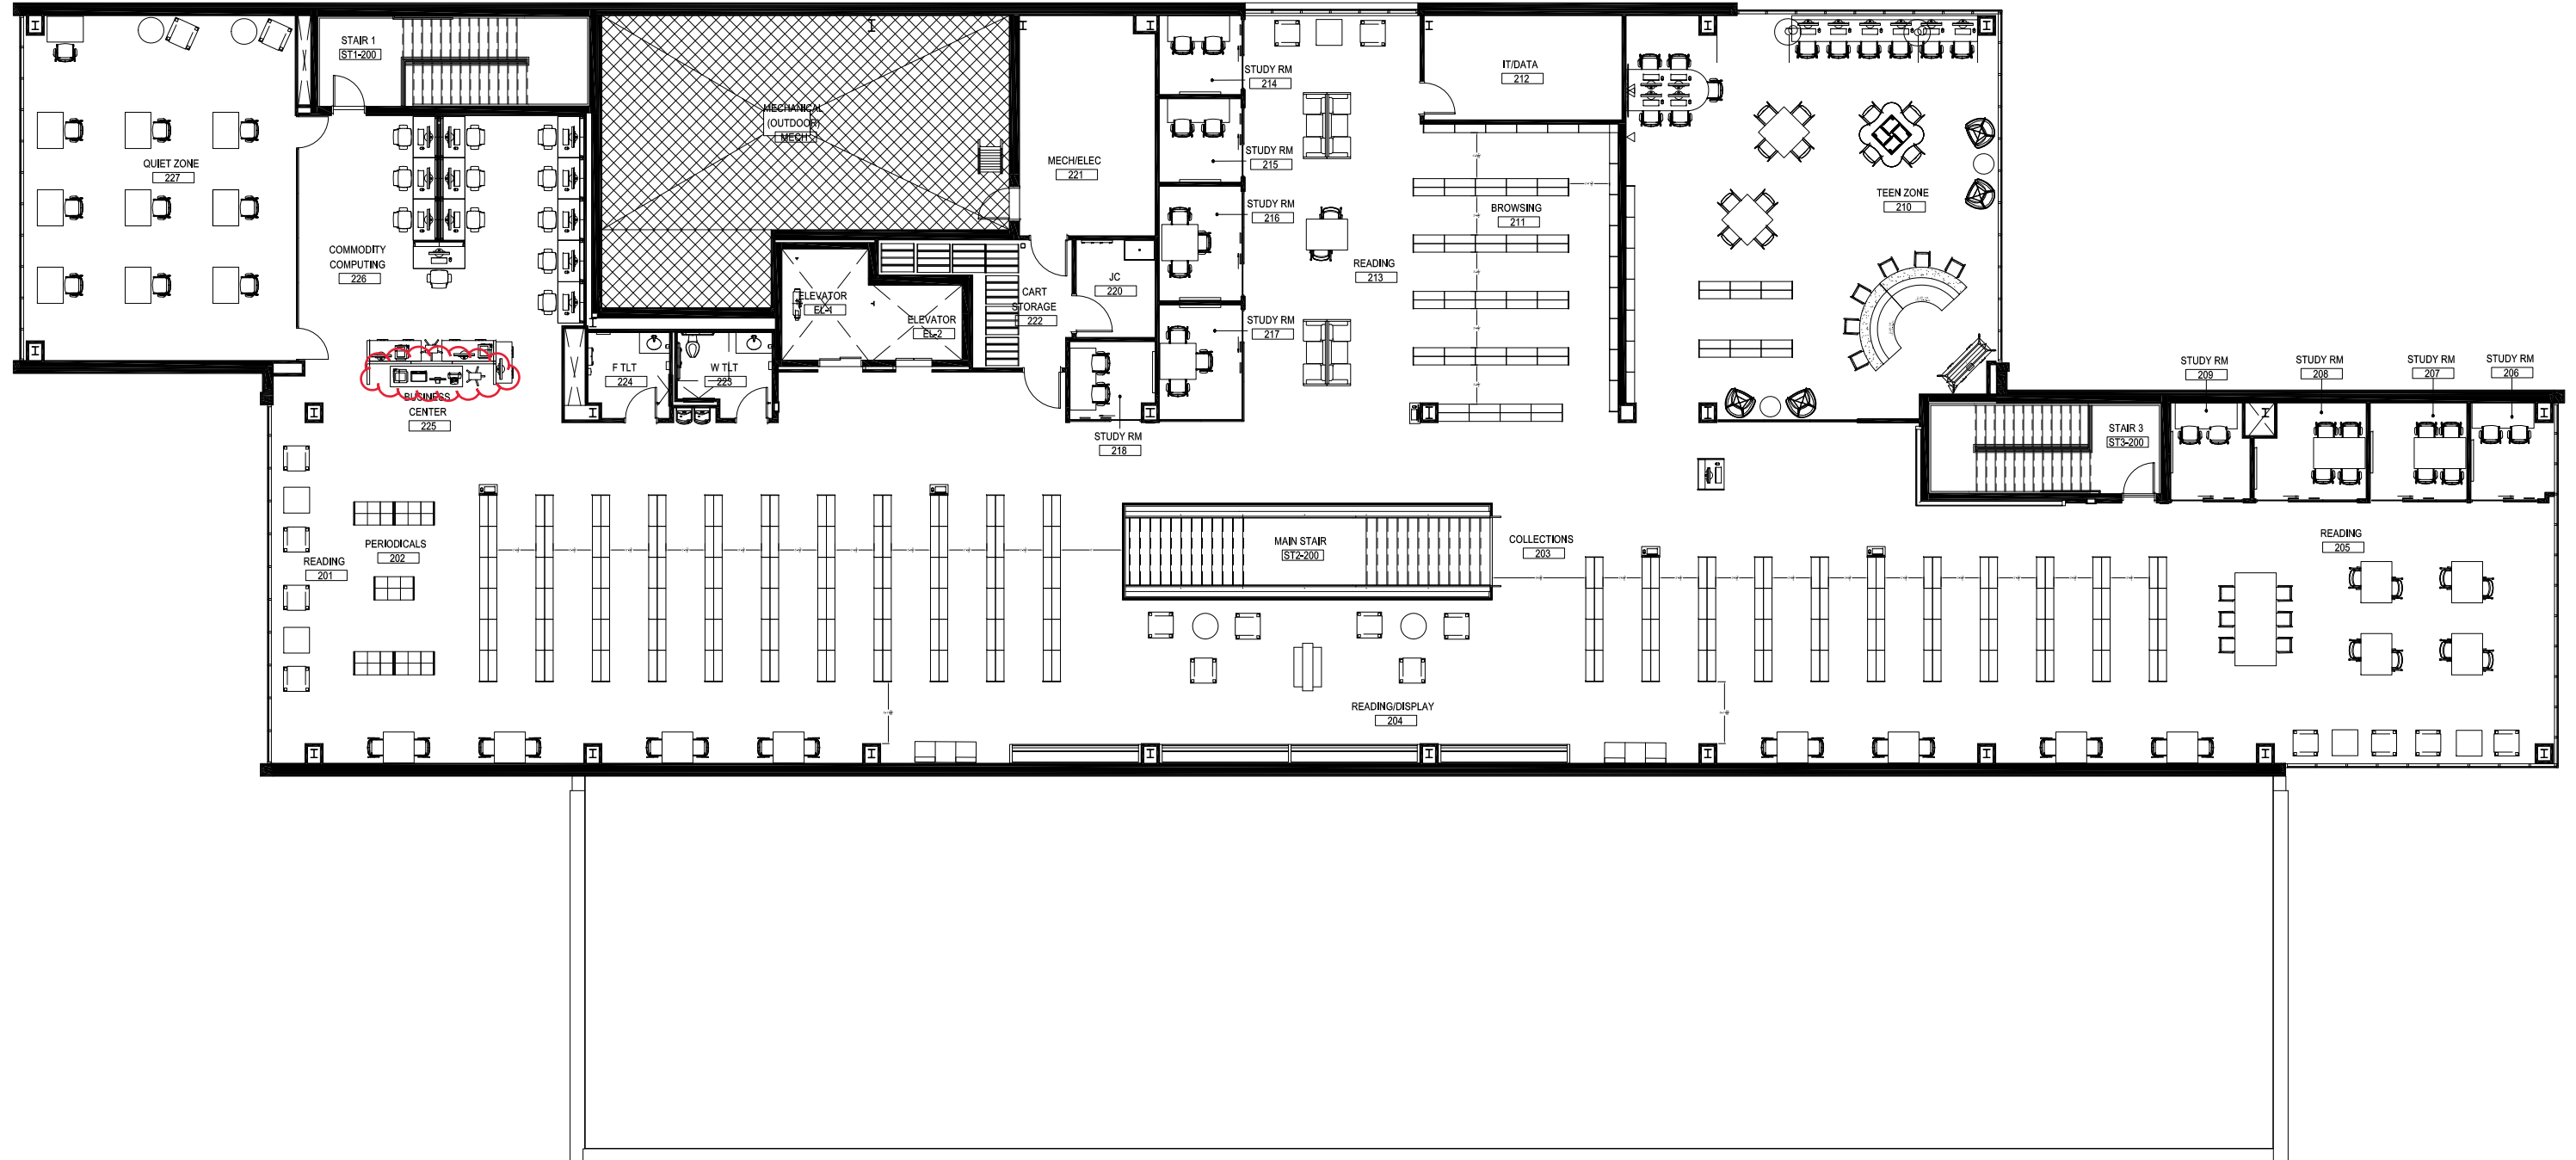 STAIR 1
ST1-200
QUIET ZONE
227
COMMODITY
COMPUTING
226
BUSINESS
CENTER
225
MECHANICAL
(OUTDOOR)
MECH
MECH/ELEC
221
ELEVATOR
EL-1
ELEVATOR
EL-2
CART
STORAGE
222
JC
220
F TLT
224
W TLT
223
STUDY RM
214
STUDY RM
215
STUDY RM
216
STUDY RM
217
STUDY RM
218
READING
213
IT/DATA
212
BROWSING
211
TEEN ZONE
210
STUDY RM
209
STUDY RM
208
STUDY RM
207
STUDY RM
206
STAIR 3
ST3-200
READING
201
PERIODICALS
202
MAIN STAIR
ST2-200
COLLECTIONS
203
READING
205
READING/DISPLAY
204